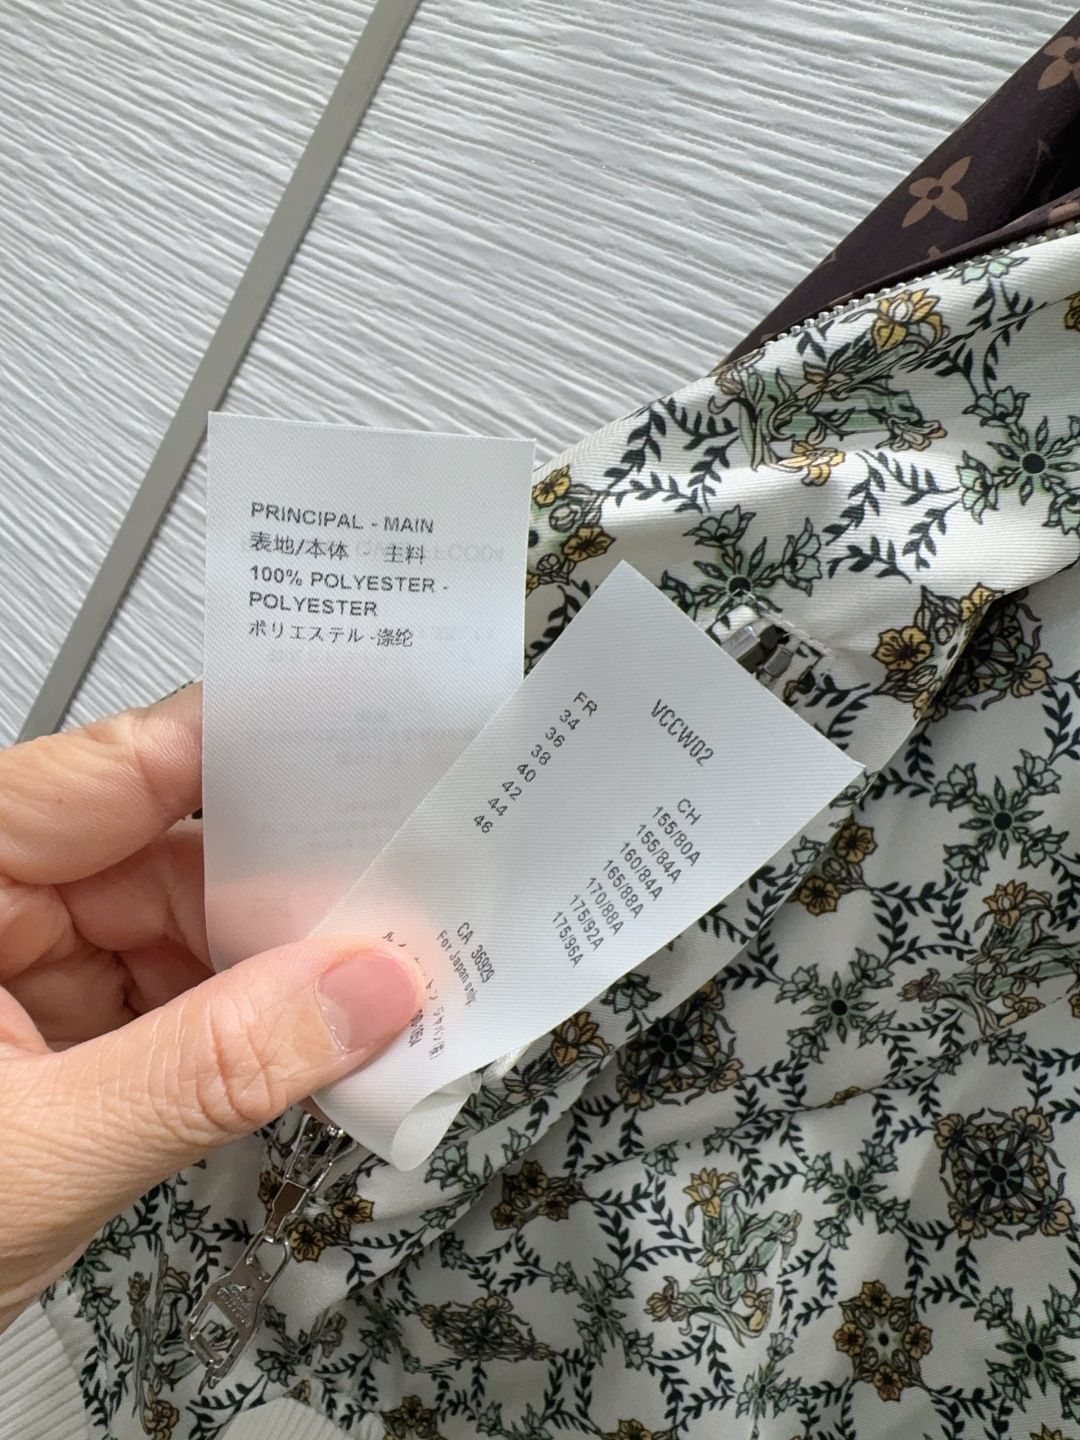 PRINCIPAL - MAIN
表地/本体 主料
100% POLYESTER -
POLYESTER
ポリエステル -涤纶
VCCW02
FR
34
36
38
40
42
44
46
CH
155/80A
155/84A
160/84A
165/88A
170/88A
175/92A
175/96A
CA 36929
For Japan only